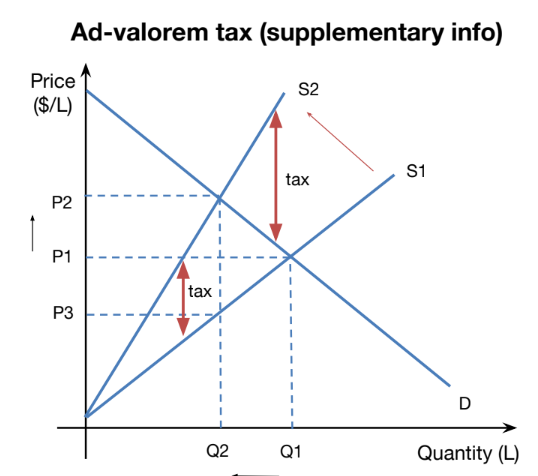 Ad-valorem tax (supplementary info)
Price
($/L)
S2
S1
tax
P2
P1
tax
P3
D
Q2
Q1
Quantity (L)